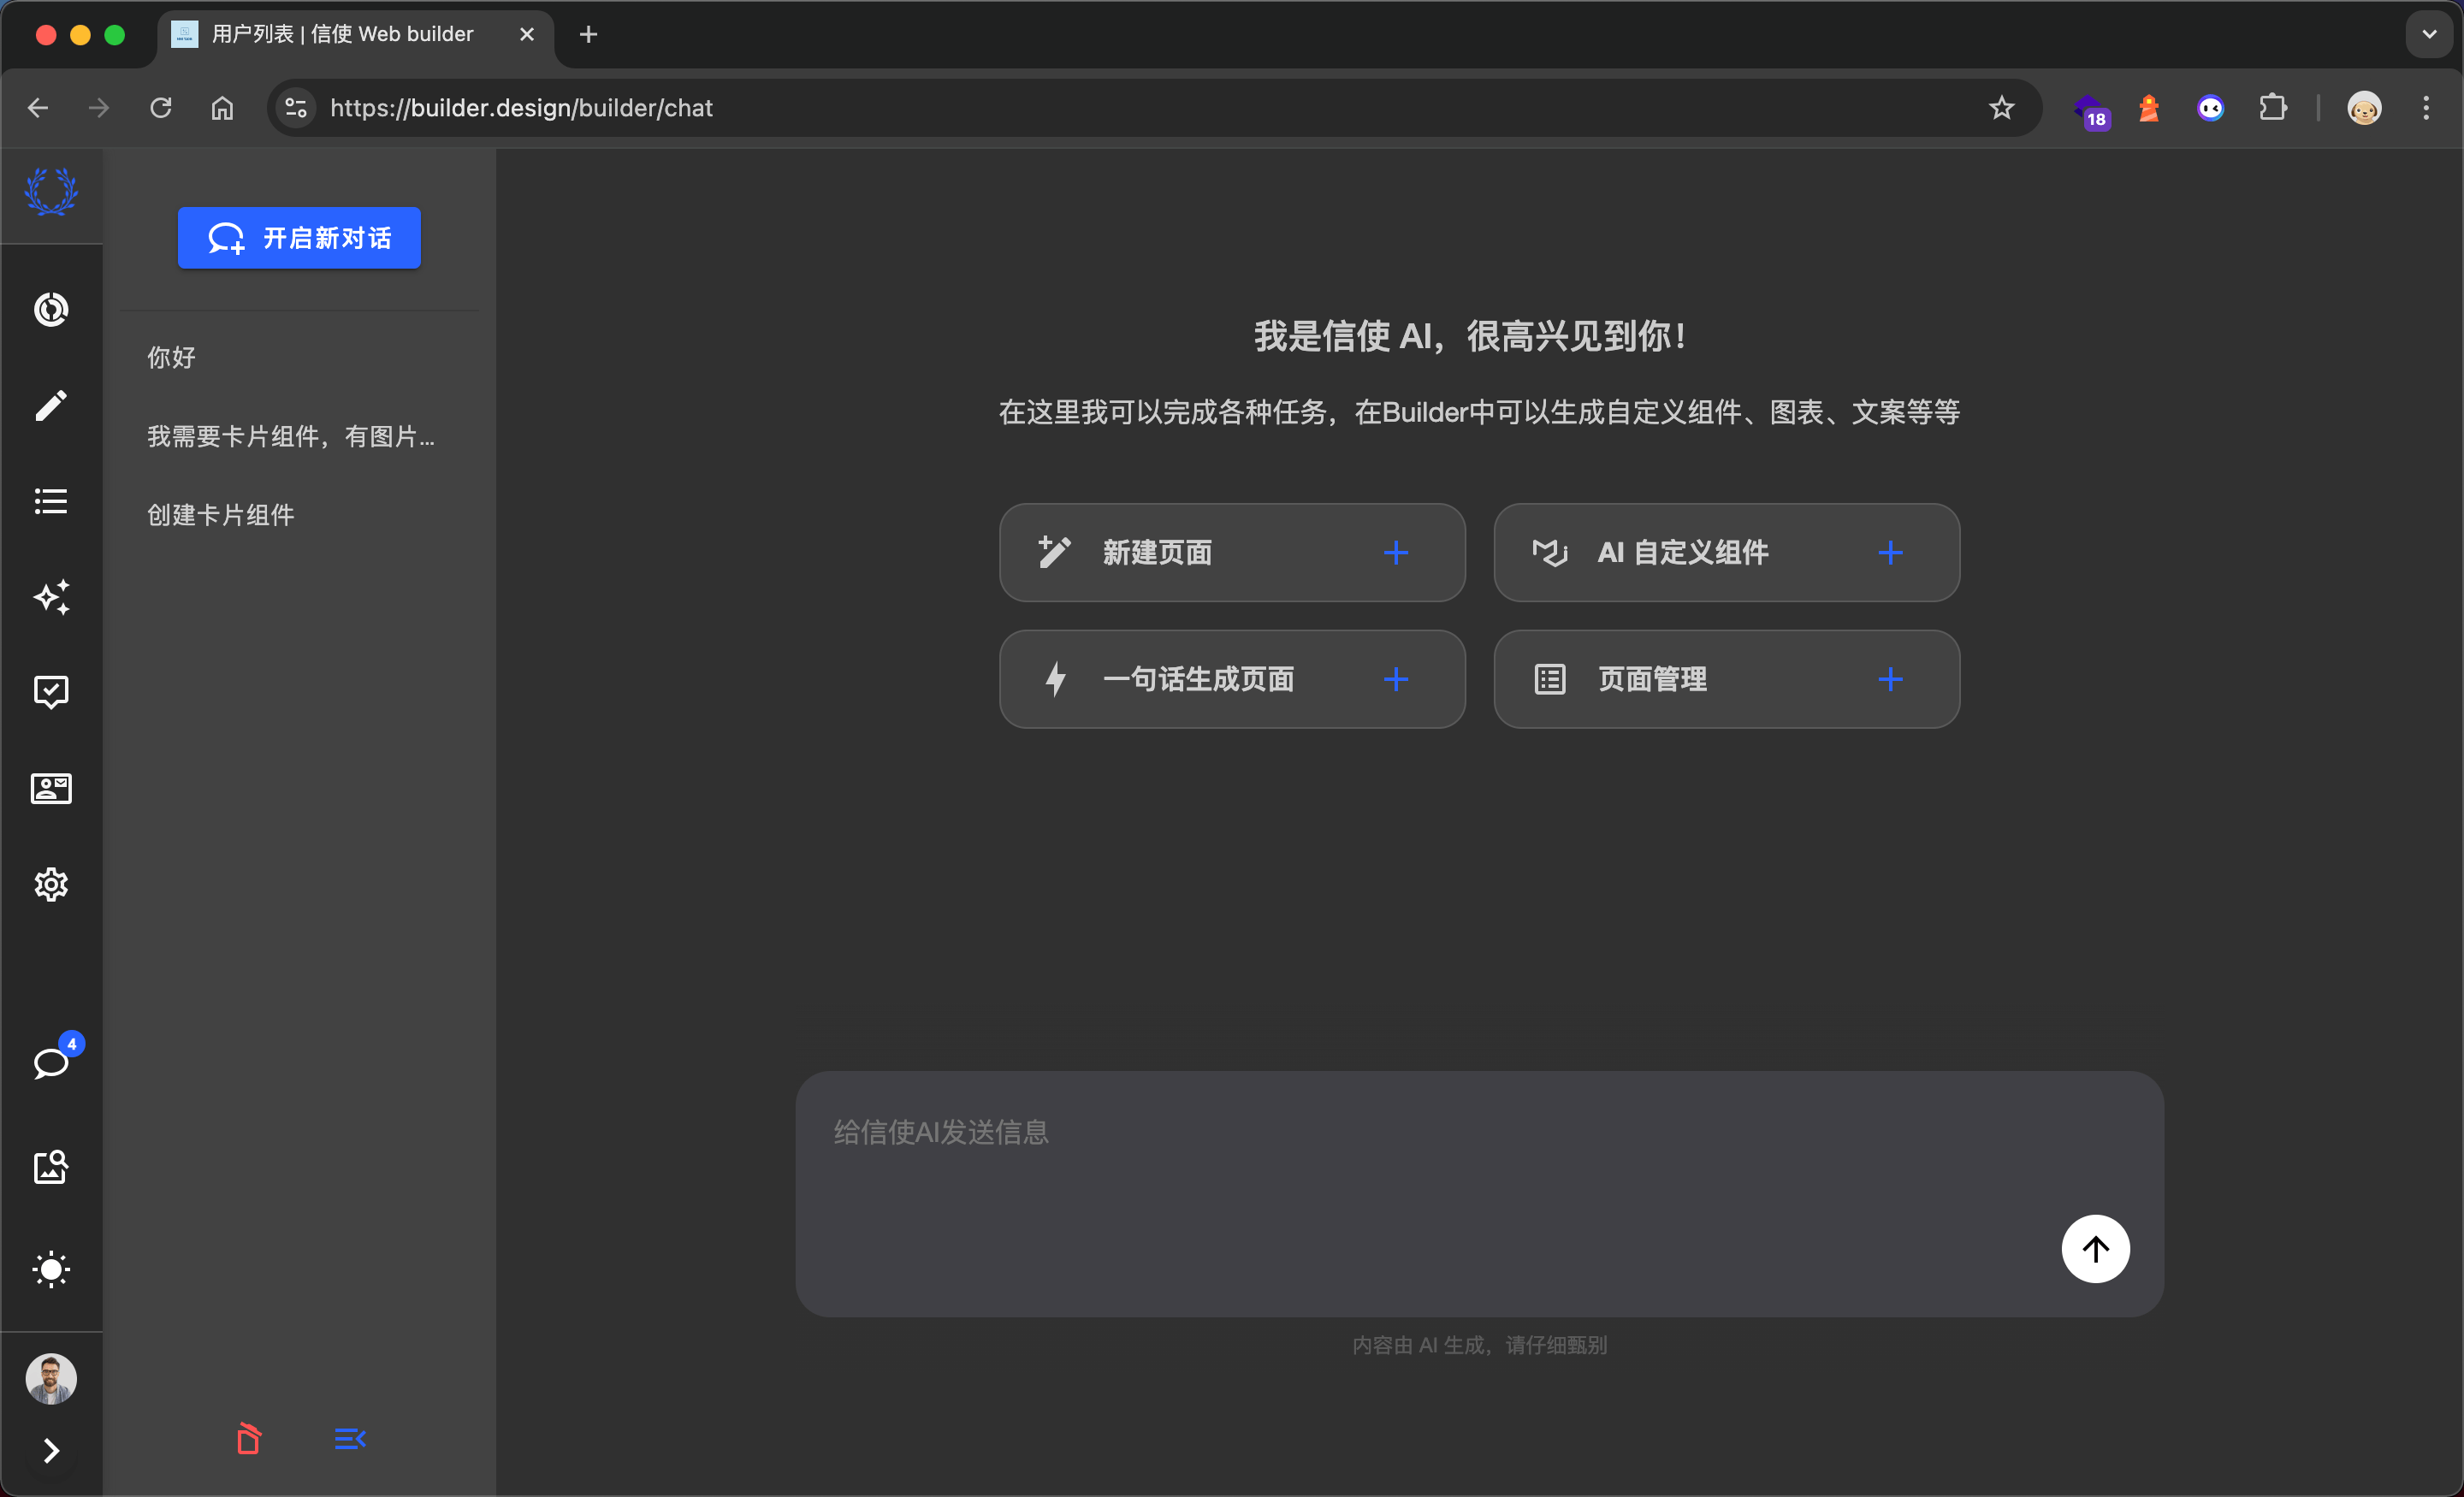 用户列表 | 信使 Web builder
https://builder.design/builder/chat
18
开启新对话
你好
我需要卡片组件，有图片...
创建卡片组件
4
我是信使 AI，很高兴见到你！
在这里我可以完成各种任务，在Builder中可以生成自定义组件、图表、文案等等
新建页面
AI 自定义组件
一句话生成页面
页面管理
给信使AI发送信息
内容由 AI 生成，请仔细甄别